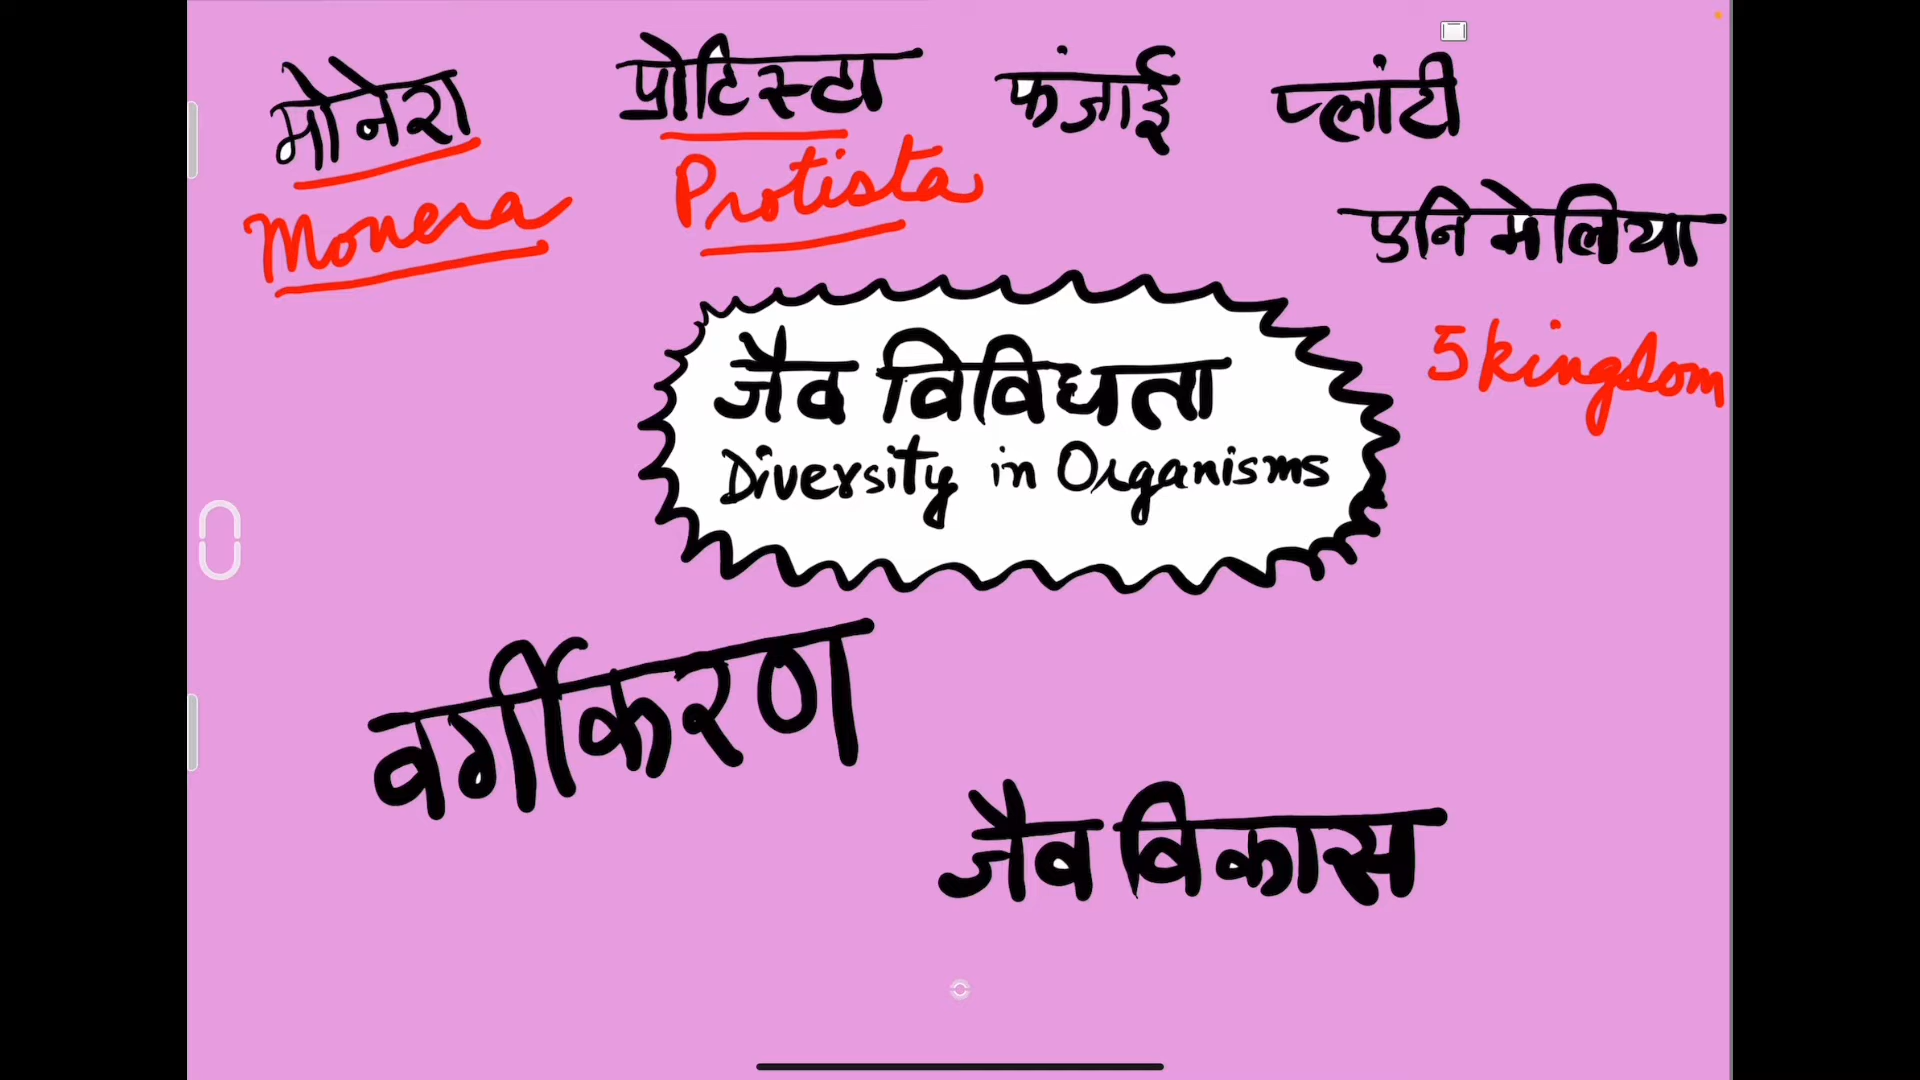 मोनेरा
Monera
प्रोटिस्टा
Protista
फंजाई
प्लांटी
एनिमेलिया
5 kingdom
जैव विविधता
Diversity in Organisms
वर्गीकरण
जैव विकास